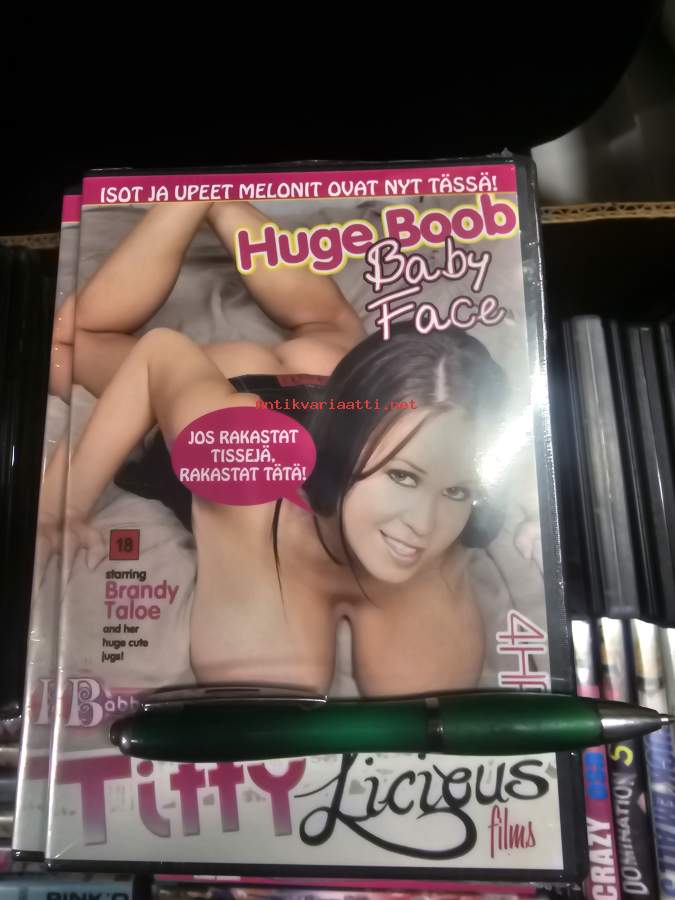 ISOT JA UPEET MELONIT OVAT NYT TÄSSÄ!
Huge Boob
Baby
Face
Antikvariaatti.net
JOS RAKASTAT
TISSEJÄ,
RAKASTAT TÄTÄ!
18
starring
Brandy
Taloe
and her
huge cute
jugs!
Titty
Licious
films
CRAZY
DOMINATION 5